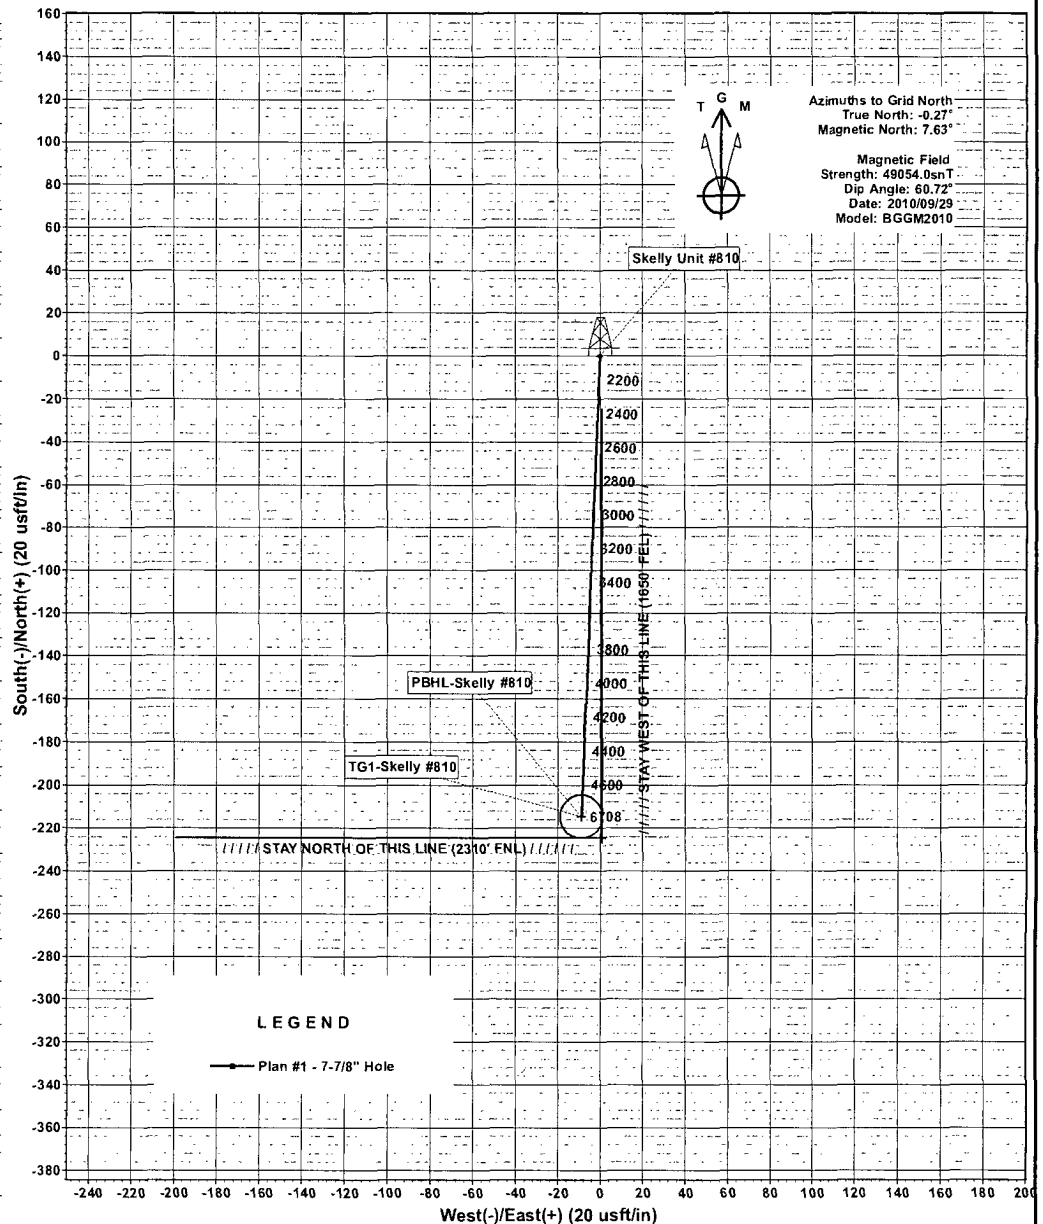 160
140
120
100
80
60
40
20
0
-20
-40
-60
-80
-100
-120
-140
-160
-180
-200
-220
-240
-260
-280
-300
-320
-340
-360
-380
South(-)/North(+) (20 usft/in)
T G M
Azimuths to Grid North
True North: -0.27°
Magnetic North: 7.63°
Magnetic Field
Strength: 49054.0snT
Dip Angle: 60.72°
Date: 2010/09/29
Model: BGGM2010
Skelly Unit #810
2200
2400
2600
2800
3000
3200
3400
3800
4000
4200
4400
4600
6708
////// STAY WEST OF THIS LINE (1650' FEL) //////
PBHL-Skelly #810
TG1-Skelly #810
////// STAY NORTH OF THIS LINE (2310' FNL) //////
LEGEND
Plan #1 - 7-7/8" Hole
-240 -220 -200 -180 -160 -140 -120 -100 -80 -60 -40 -20 0 20 40 60 80 100 120 140 160 180 200
West(-)/East(+) (20 usft/in)